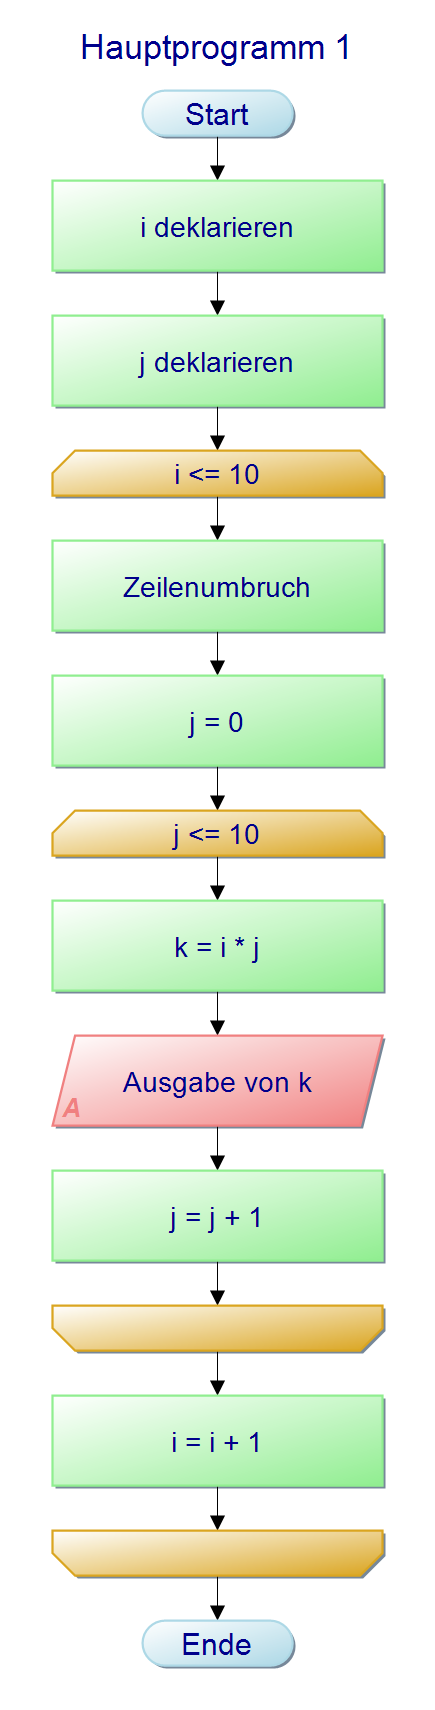 Hauptprogramm 1
Start
i deklarieren
j deklarieren
i <= 10
Zeilenumbruch
j = 0
j <= 10
k = i * j
Ausgabe von k
A
j = j + 1
i = i + 1
Ende